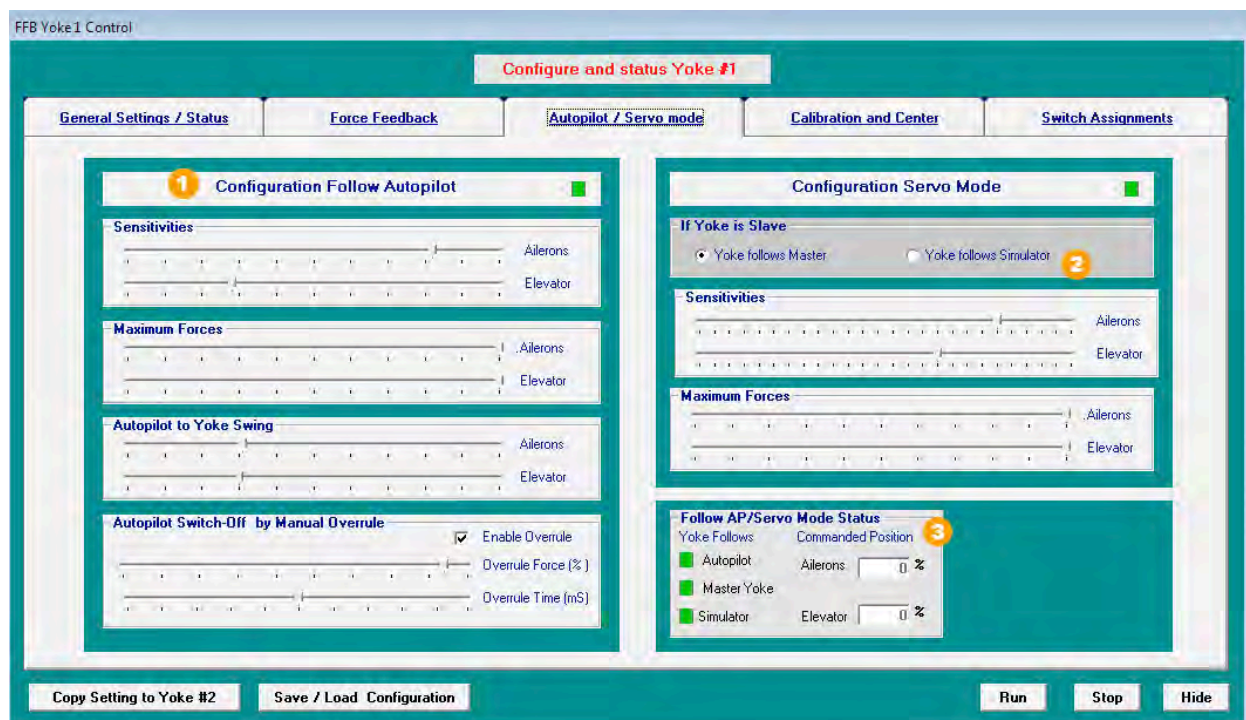 FFB Yoke1 Control
Configure and status Yoke #1
General Settings / Status
Force Feedback
Autopilot / Servo mode
Calibration and Center
Switch Assignments
1 Configuration Follow Autopilot
Sensitivities
Ailerons
Elevator
Maximum Forces
.Ailerons
Elevator
Autopilot to Yoke Swing
Ailerons
Elevator
Autopilot Switch-Off by Manual Overrule
Enable Overrule
Overrule Force (% )
Overrule Time (mS)
Configuration Servo Mode
If Yoke is Slave
Yoke follows Master Yoke follows Simulator 2
Sensitivities
Ailerons
Elevator
Maximum Forces
.Ailerons
Elevator
Follow AP/Servo Mode Status
3
Yoke Follows Commanded Position
Autopilot Ailerons 0 %
Master Yoke
Simulator Elevator 0 %
Copy Setting to Yoke #2 Save / Load Configuration Run Stop Hide